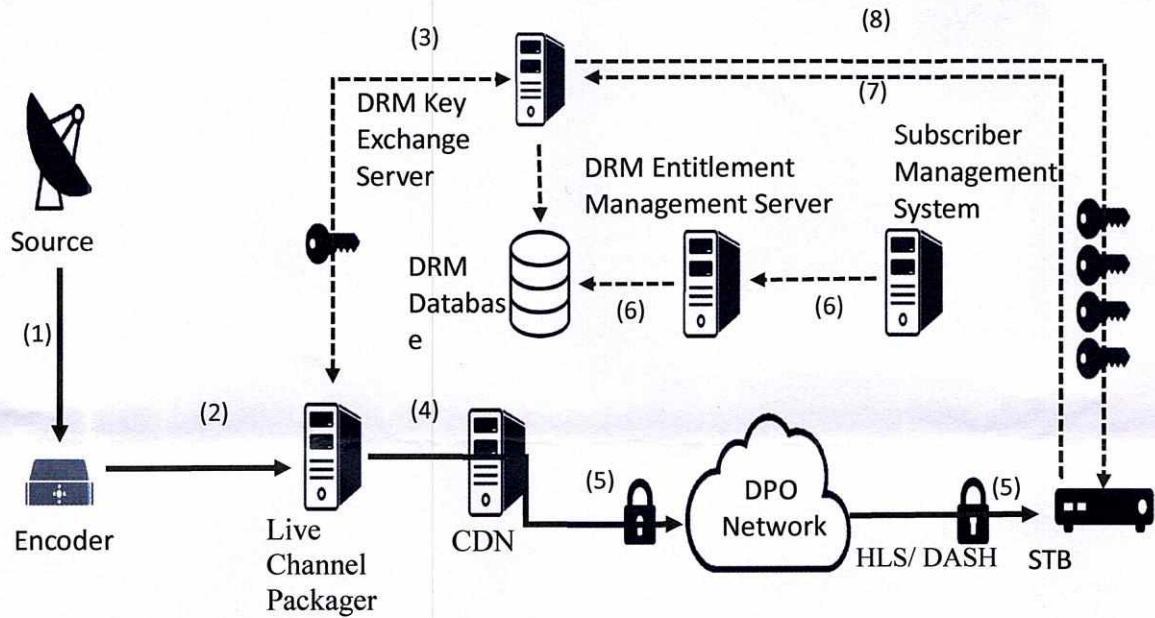 (3)
(8)
(7)
DRM Key
Exchange
Server
Subscriber
Management
System
DRM Entitlement
Management Server
Source
DRM
Databas
e
(6)
(6)
(1)
(2)
(4)
(5)
(5)
DPO
Network
Encoder
Live
Channel
Packager
CDN
HLS/ DASH
STB